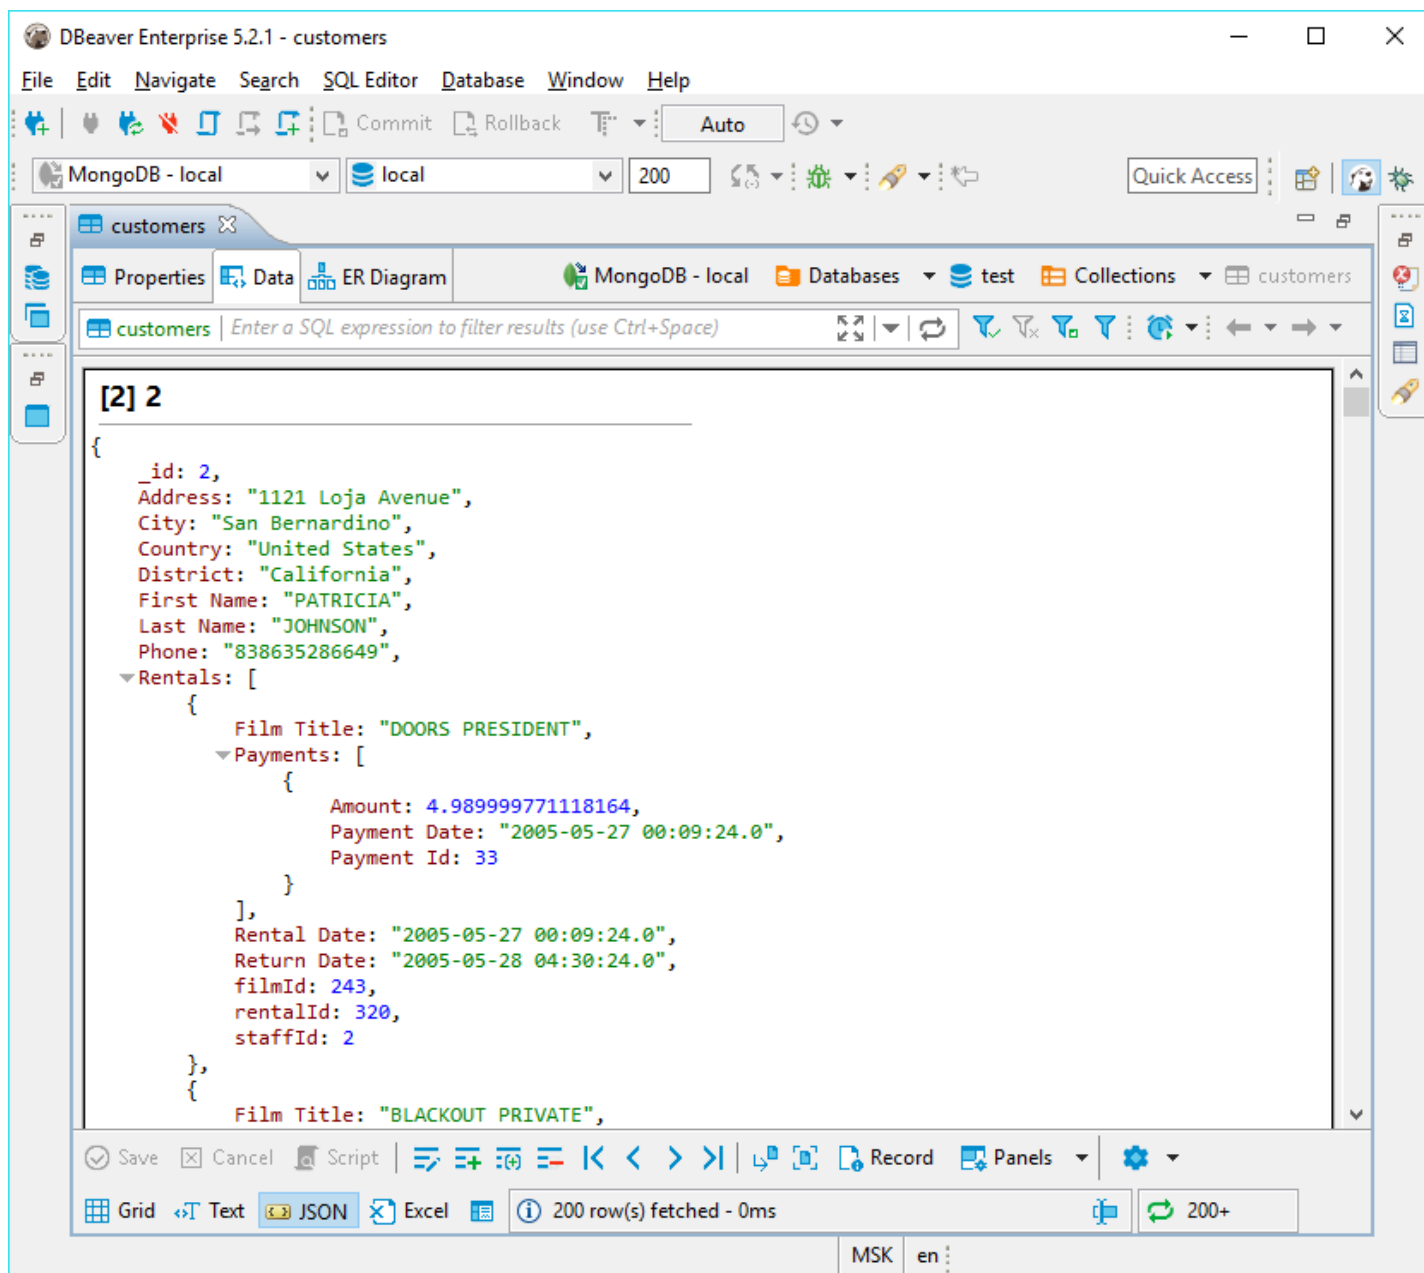 DBeaver Enterprise 5.2.1 - customers
File Edit Navigate Search SQL Editor Database Window Help
Commit Rollback Auto
MongoDB - local local 200 Quick Access
customers
Properties Data ER Diagram MongoDB - local Databases test Collections customers
customers Enter a SQL expression to filter results (use Ctrl+Space)
[2] 2
{
_id: 2,
Address: "1121 Loja Avenue",
City: "San Bernardino",
Country: "United States",
District: "California",
First Name: "PATRICIA",
Last Name: "JOHNSON",
Phone: "838635286649",
Rentals: [
{
Film Title: "DOORS PRESIDENT",
Payments: [
{
Amount: 4.989999771118164,
Payment Date: "2005-05-27 00:09:24.0",
Payment Id: 33
}
],
Rental Date: "2005-05-27 00:09:24.0",
Return Date: "2005-05-28 04:30:24.0",
filmId: 243,
rentalId: 320,
staffId: 2
},
{
Film Title: "BLACKOUT PRIVATE",
Save Cancel Script Record Panels
Grid Text JSON Excel 200 row(s) fetched - 0ms 200+
MSK en